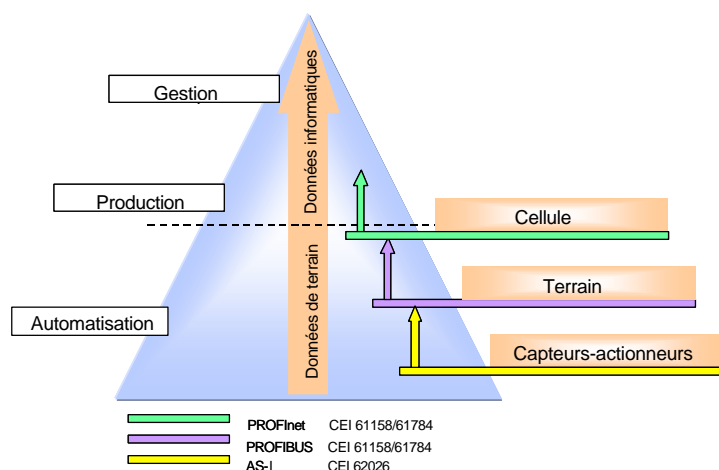 Gestion
Données informatiques
Production
Cellule
Données de terrain
Terrain
Automatisation
Capteurs-actionneurs
PROFInet CEI 61158/61784
PROFIBUS CEI 61158/61784
AS-I CEI 62026